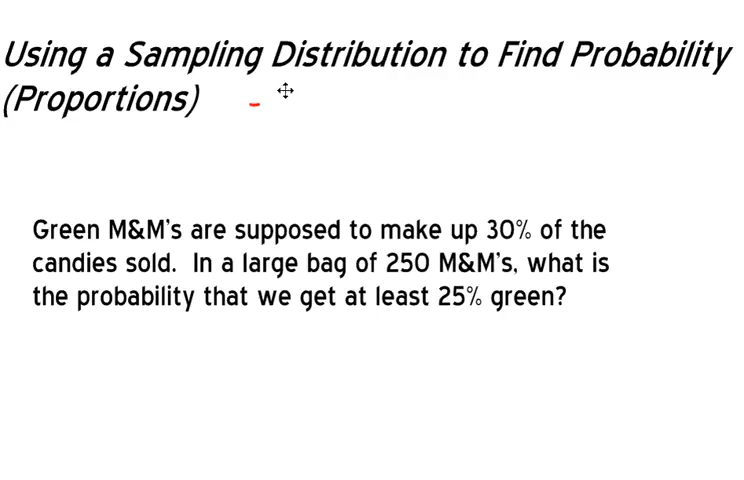 Using a Sampling Distribution to Find Probability
(Proportions)
Green M&M's are supposed to make up 30% of the
candies sold. In a large bag of 250 M&M's, what is
the probability that we get at least 25% green?